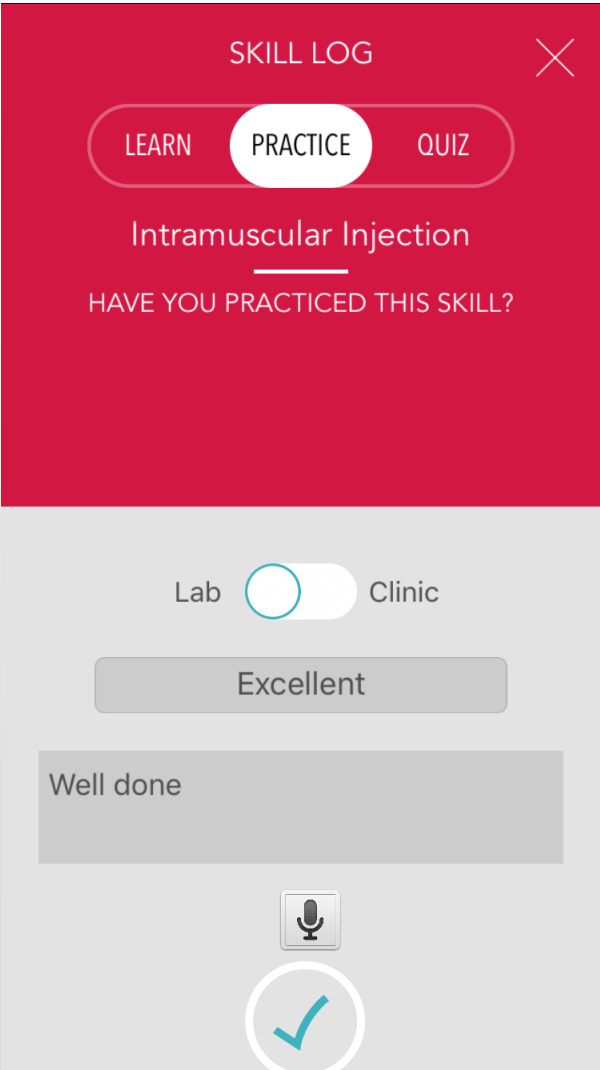 SKILL LOG
LEARN PRACTICE QUIZ
Intramuscular Injection
HAVE YOU PRACTICED THIS SKILL?
Lab Clinic
Excellent
Well done